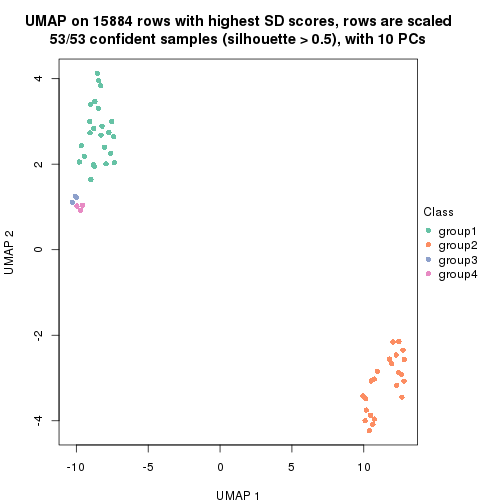 UMAP on 15884 rows with highest SD scores, rows are scaled
53/53 confident samples (silhouette > 0.5), with 10 PCs
4
2
0
-2
-4
UMAP 2
-10 -5 0 5 10
UMAP 1
Class
group1
group2
group3
group4